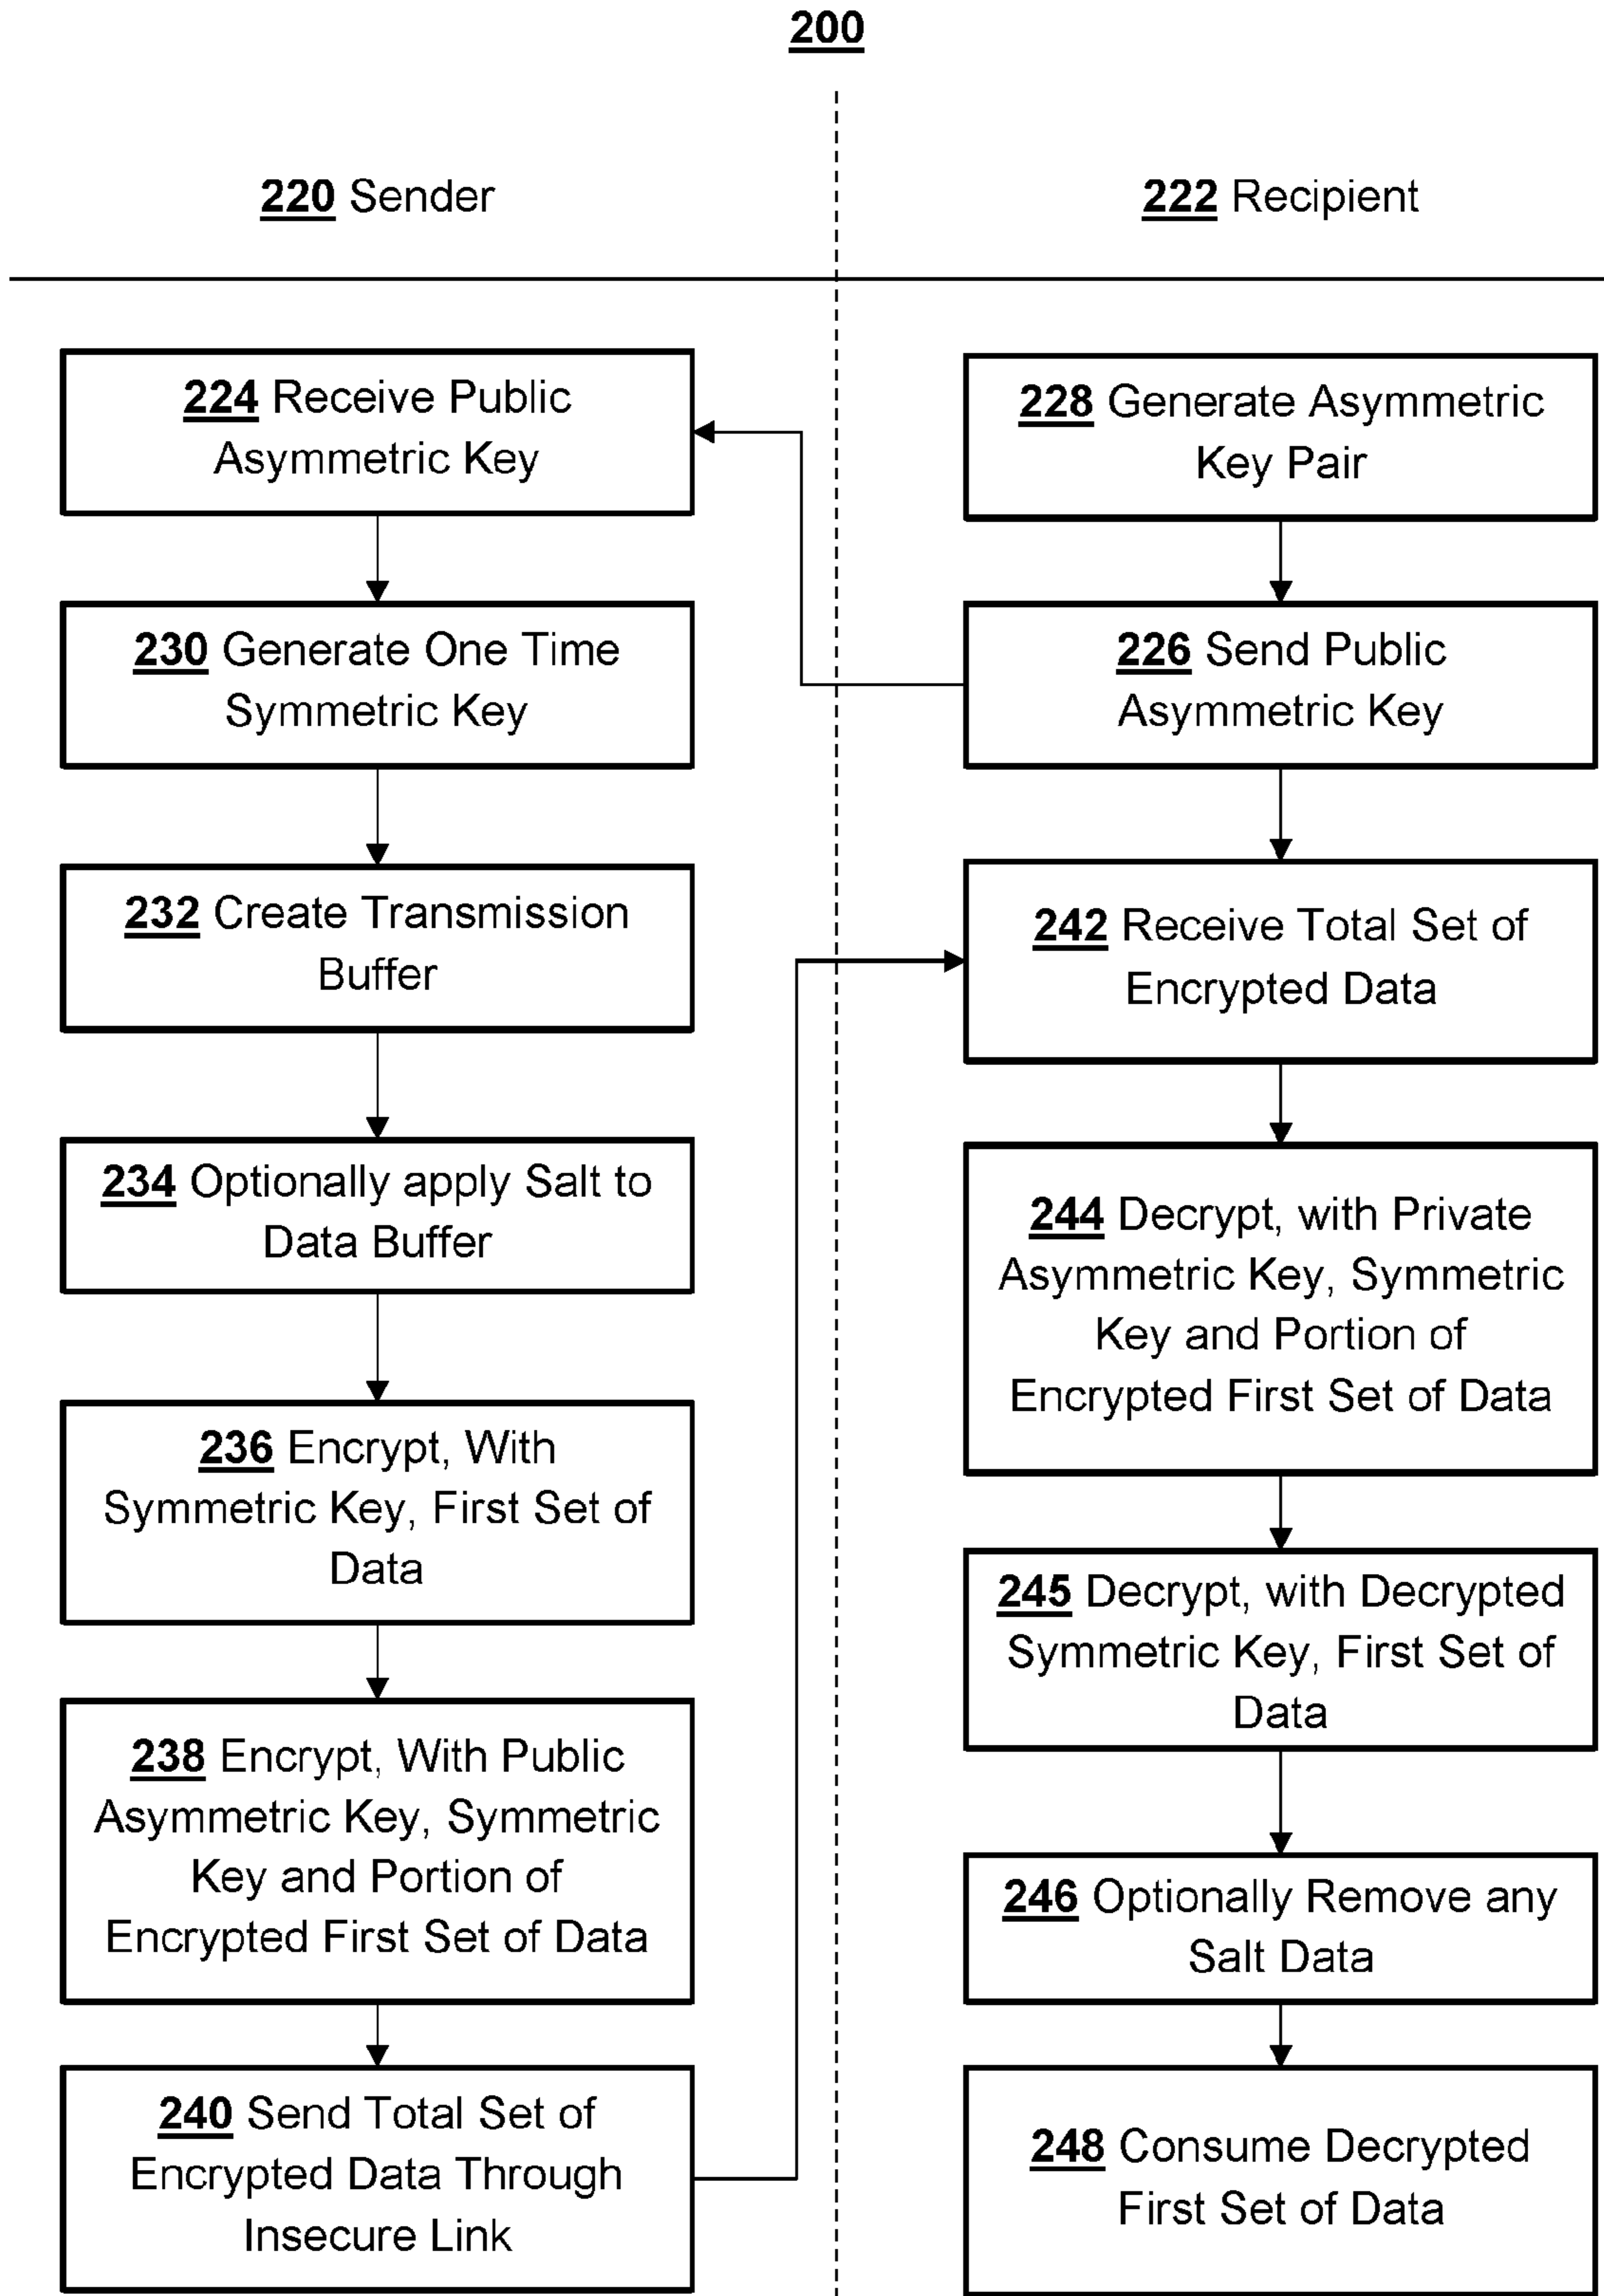 200
220 Sender
222 Recipient
224 Receive Public
Asymmetric Key
230 Generate One Time
Symmetric Key
232 Create Transmission
Buffer
234 Optionally apply Salt to
Data Buffer
236 Encrypt, With
Symmetric Key, First Set of
Data
238 Encrypt, With Public
Asymmetric Key, Symmetric
Key and Portion of
Encrypted First Set of Data
240 Send Total Set of
Encrypted Data Through
Insecure Link
228 Generate Asymmetric
Key Pair
226 Send Public
Asymmetric Key
242 Receive Total Set of
Encrypted Data
244 Decrypt, with Private
Asymmetric Key, Symmetric
Key and Portion of
Encrypted First Set of Data
245 Decrypt, with Decrypted
Symmetric Key, First Set of
Data
246 Optionally Remove any
Salt Data
248 Consume Decrypted
First Set of Data